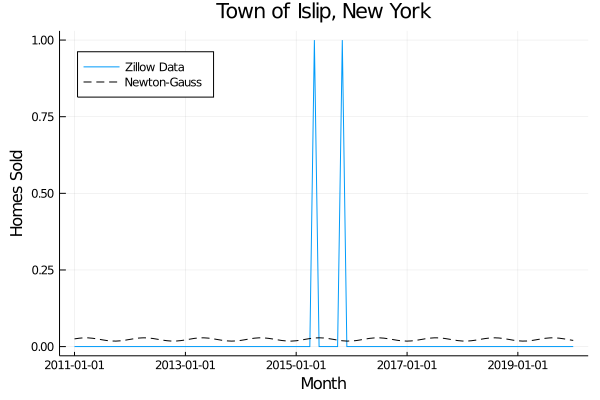 Town of Islip, New York
Zillow Data
Newton-Gauss
Homes Sold
1.00
0.75
0.50
0.25
0.00
2011-01-01 2013-01-01 2015-01-01 2017-01-01 2019-01-01
Month